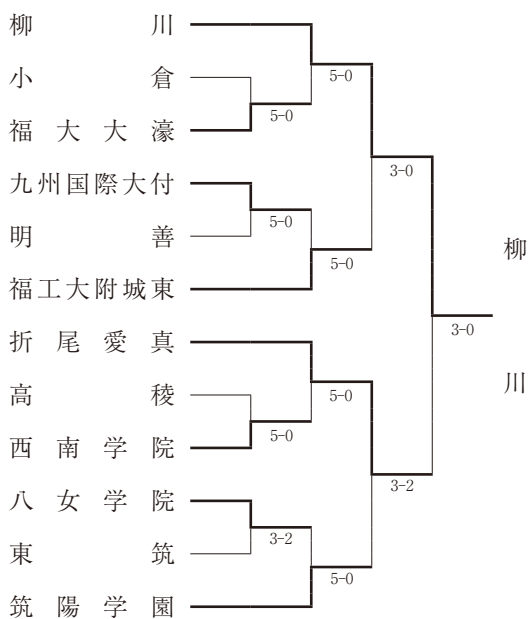 柳川
小倉
福大大濠
九州国際大付
明善
福工大附城東
折尾愛真
高稜
西南学院
八女学院
東筑
筑陽学園
5-0
5-0
5-0
5-0
5-0
5-0
3-2
5-0
3-0
3-2
3-0
柳川